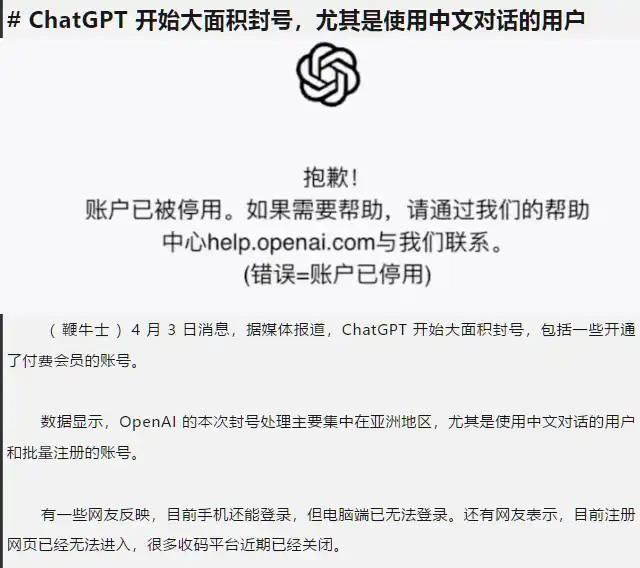 # ChatGPT 开始大面积封号，尤其是使用中文对话的用户
抱歉！
账户已被停用。如果需要帮助，请通过我们的帮助
中心help.openai.com与我们联系。
(错误=账户已停用)
（ 鞭牛士 ）4 月 3 日消息，据媒体报道，ChatGPT 开始大面积封号，包括一些开通
了付费会员的账号。
数据显示，OpenAI 的本次封号处理主要集中在亚洲地区，尤其是使用中文对话的用户
和批量注册的账号。
有一些网友反映，目前手机还能登录，但电脑端已无法登录。还有网友表示，目前注册
网页已经无法进入，很多收码平台近期已经关闭。